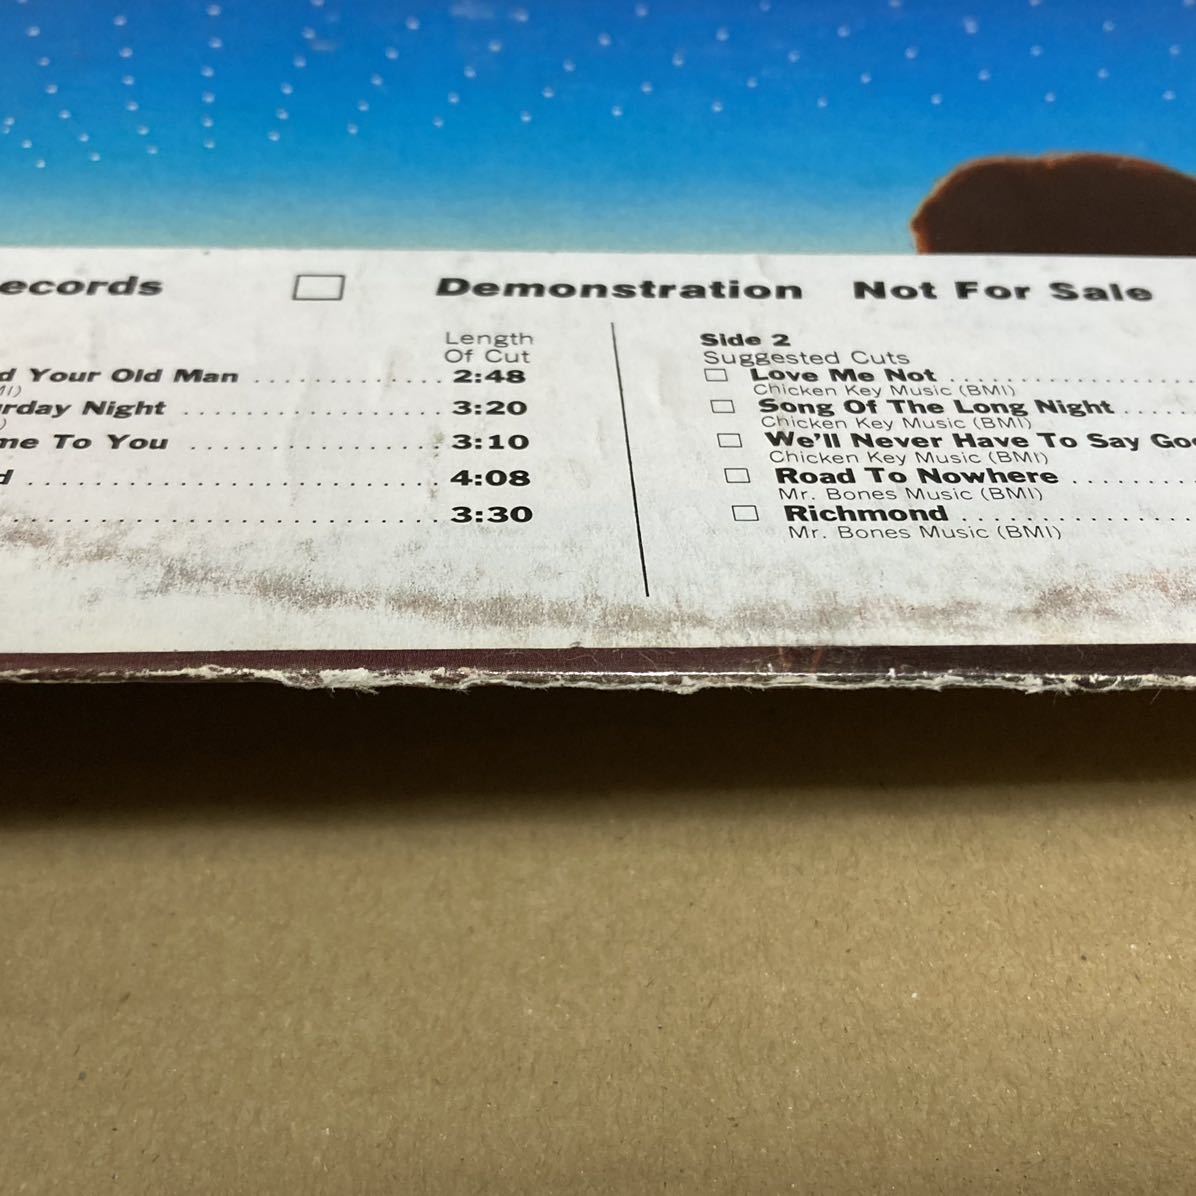 ecords Demonstration Not For Sale
Length
Of Cut
d Your Old Man .............. 2:48
MI)
rday Night .................. 3:20
)
me To You .................. 3:10
d ........................... 4:08
........................... 3:30
Side 2
Suggested Cuts
Love Me Not
Chicken Key Music (BMI)
Song Of The Long Night
Chicken Key Music (BMI)
We'll Never Have To Say Goo
Chicken Key Music (BMI)
Road To Nowhere
Mr. Bones Music (BMI)
Richmond
Mr. Bones Music (BMI)